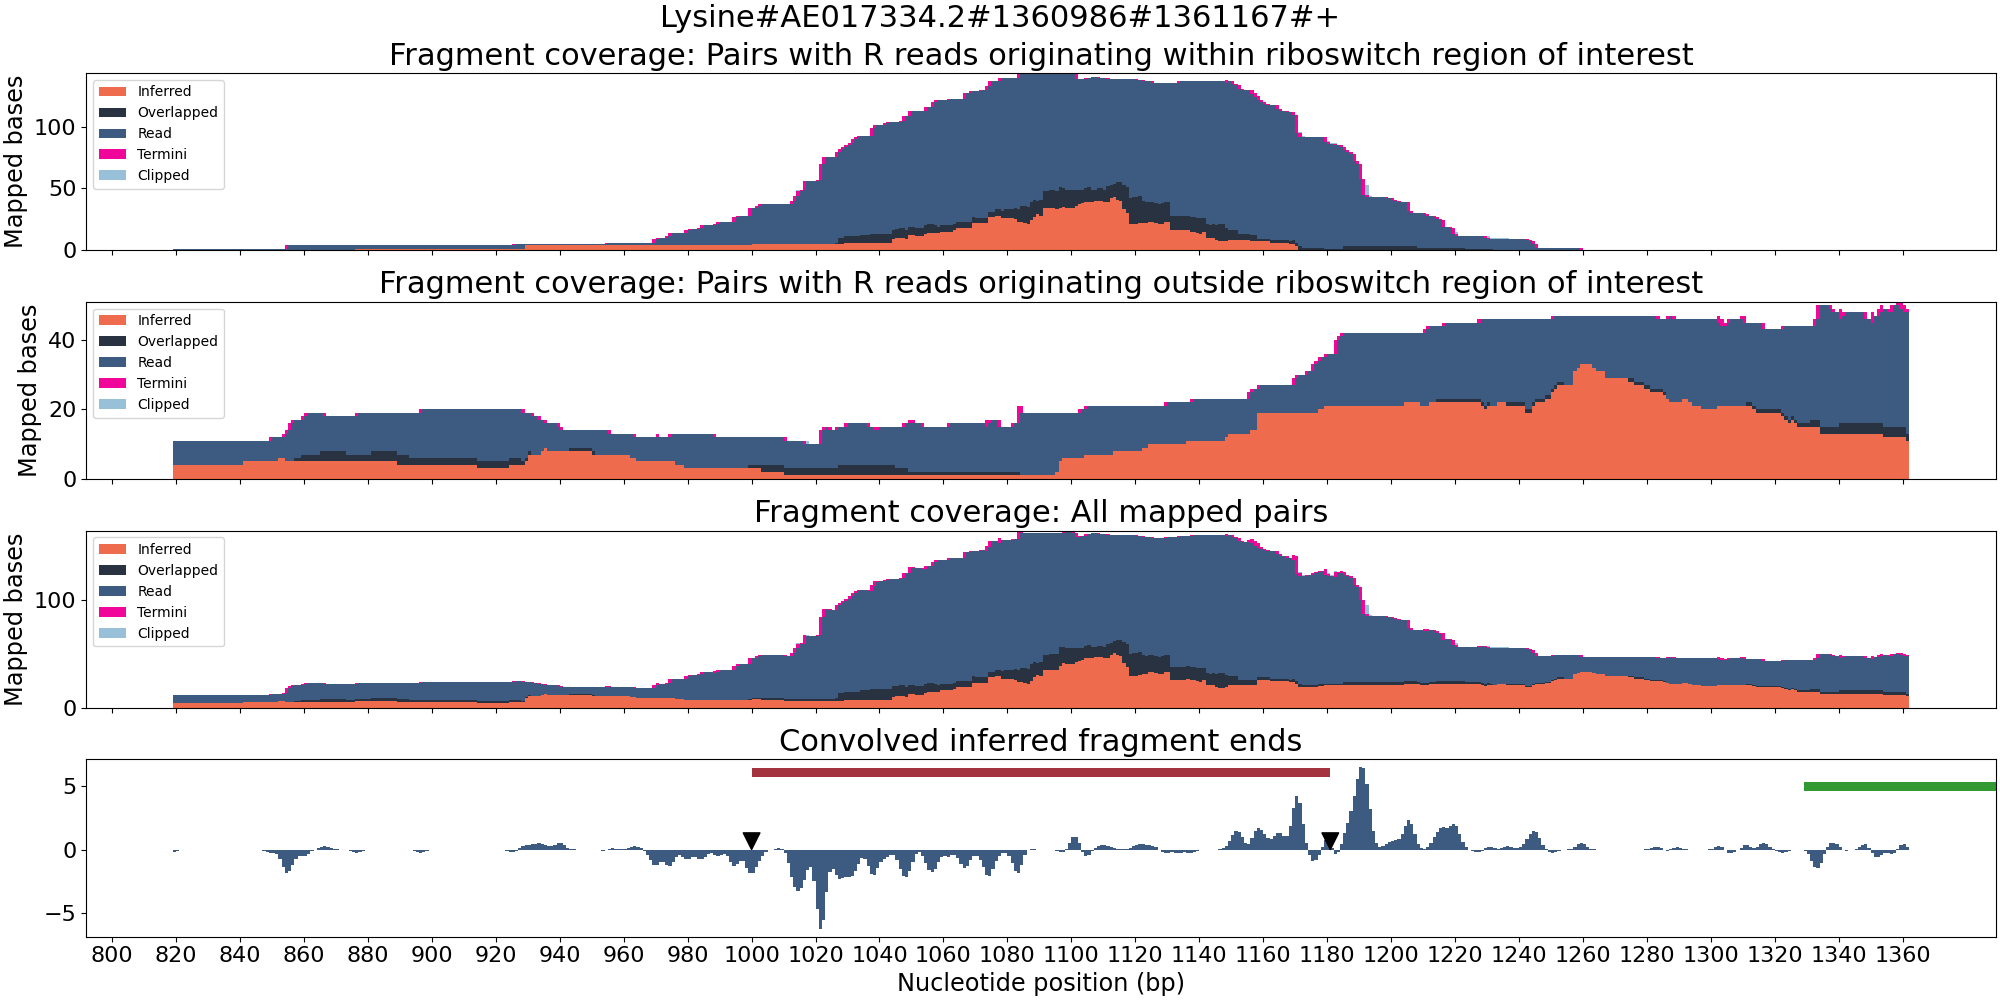 Lysine#AE017334.2#1360986#1361167#+
Fragment coverage: Pairs with R reads originating within riboswitch region of interest
Mapped bases
100
50
0
Inferred
Overlapped
Read
Termini
Clipped
Fragment coverage: Pairs with R reads originating outside riboswitch region of interest
Mapped bases
40
20
0
Inferred
Overlapped
Read
Termini
Clipped
Fragment coverage: All mapped pairs
Mapped bases
100
0
Inferred
Overlapped
Read
Termini
Clipped
Convolved inferred fragment ends
5
0
−5
800 820 840 860 880 900 920 940 960 980 1000 1020 1040 1060 1080 1100 1120 1140 1160 1180 1200 1220 1240 1260 1280 1300 1320 1340 1360
Nucleotide position (bp)